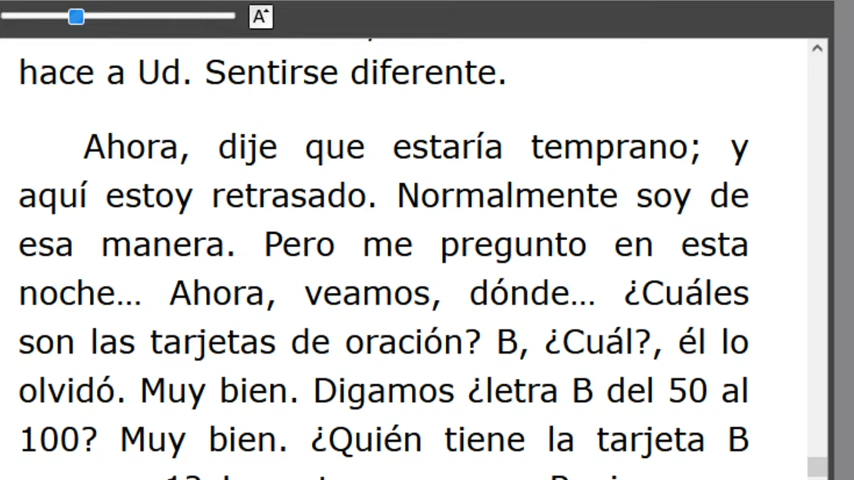 A
hace a Ud. Sentirse diferente.
Ahora, dije que estaría temprano; y
aquí estoy retrasado. Normalmente soy de
esa manera. Pero me pregunto en esta
noche… Ahora, veamos, dónde… ¿Cuáles
son las tarjetas de oración? B, ¿Cuál?, él lo
olvidó. Muy bien. Digamos ¿letra B del 50 al
100? Muy bien. ¿Quién tiene la tarjeta B